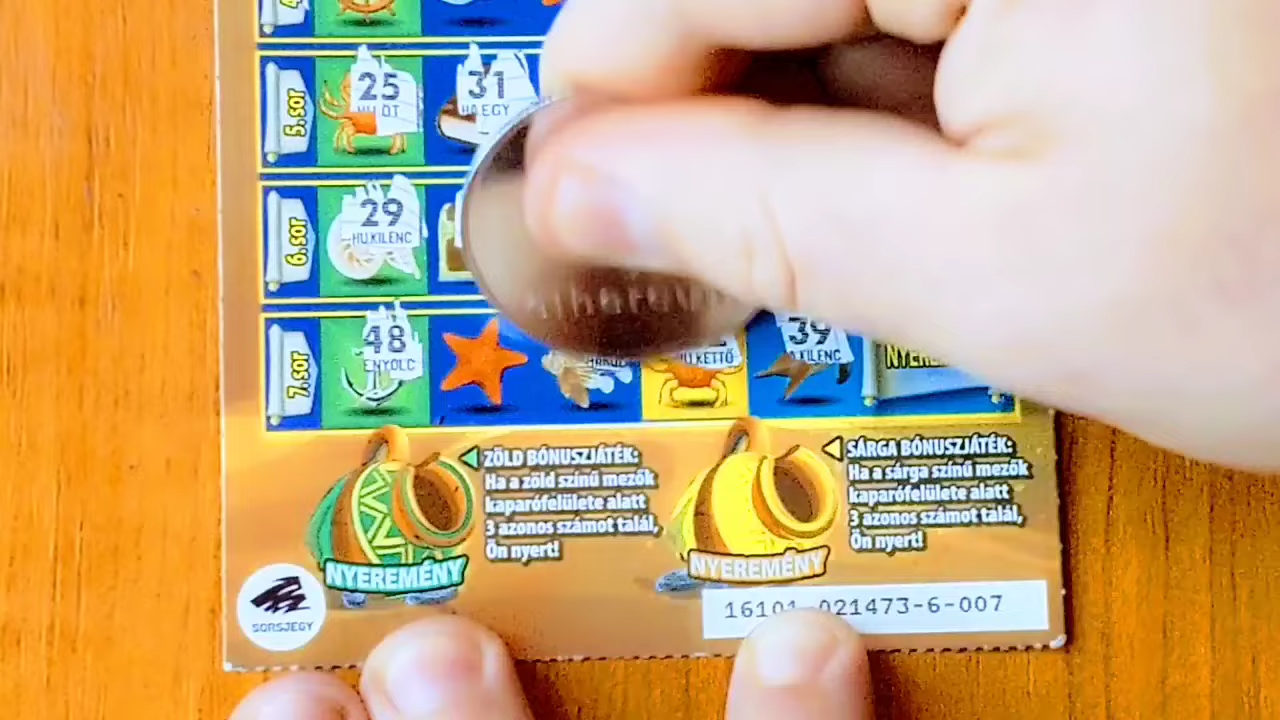 5.sor
25
31
6.sor
29
HU.KILENC
7.sor
48
39
ZÖLD BÓNUSZJÁTÉK:
Ha a zöld színű mezők
kaparófelülete alatt
3 azonos számot talál,
Ön nyert!
NYEREMÉNY
SÁRGA BÓNUSZJÁTÉK:
Ha a sárga színű mezők
kaparófelülete alatt
3 azonos számot talál,
Ön nyert!
NYEREMÉNY
SORSJEGY
021473-6-007